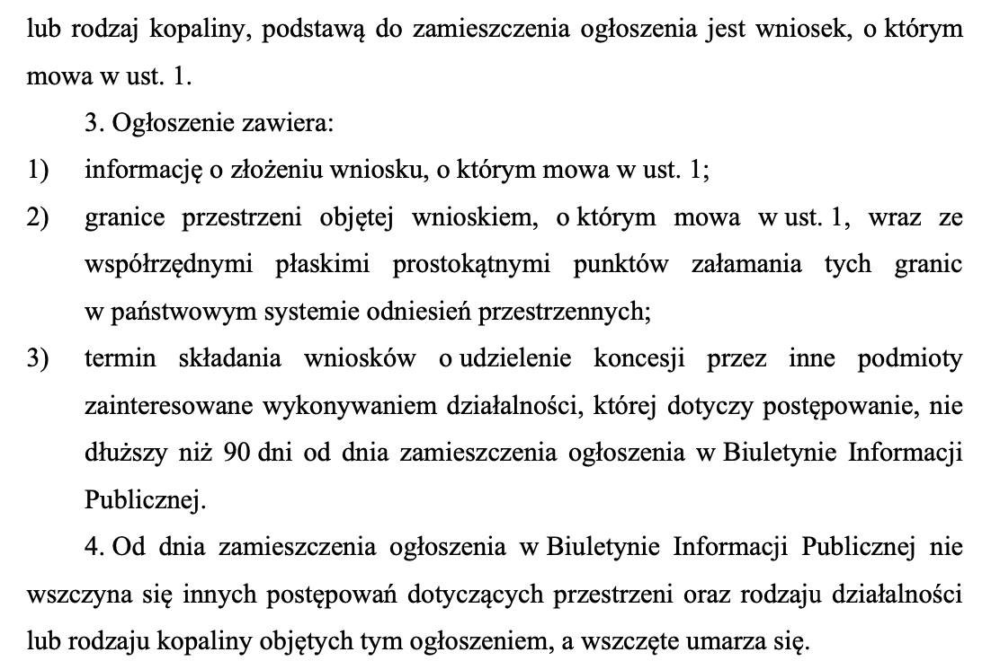 lub rodzaj kopaliny, podstawą do zamieszczenia ogłoszenia jest wniosek, o którym
mowa w ust. 1.
3. Ogłoszenie zawiera:
1) informację o złożeniu wniosku, o którym mowa w ust. 1;
2) granice przestrzeni objętej wnioskiem, o którym mowa w ust. 1, wraz ze
współrzędnymi płaskimi prostokątnymi punktów załamania tych granic
w państwowym systemie odniesień przestrzennych;
3) termin składania wniosków o udzielenie koncesji przez inne podmioty
zainteresowane wykonywaniem działalności, której dotyczy postępowanie, nie
dłuższy niż 90 dni od dnia zamieszczenia ogłoszenia w Biuletynie Informacji
Publicznej.
4. Od dnia zamieszczenia ogłoszenia w Biuletynie Informacji Publicznej nie
wszczyna się innych postępowań dotyczących przestrzeni oraz rodzaju działalności
lub rodzaju kopaliny objętych tym ogłoszeniem, a wszczęte umarza się.